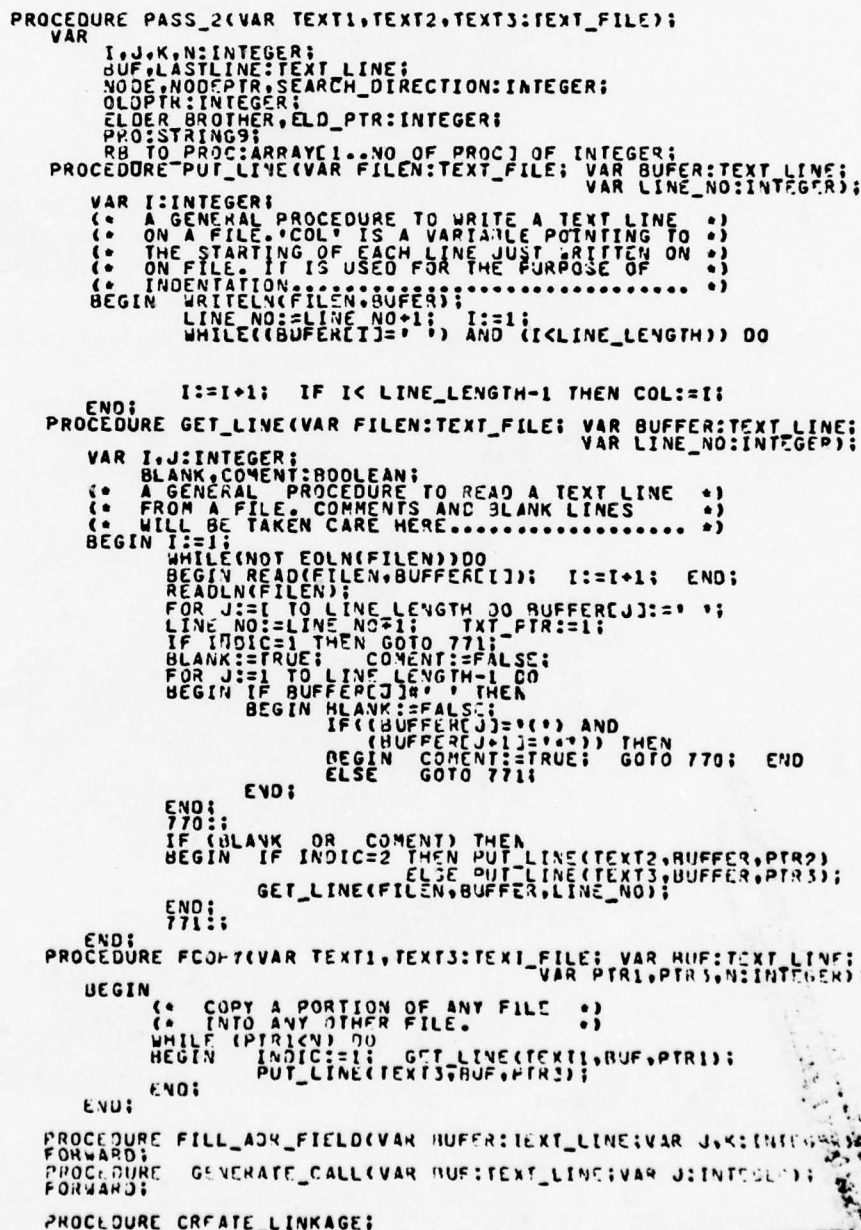 PROCEDURE PASS_2(VAR TEXT1,TEXT2,TEXT3:TEXT_FILE);
VAR
I,J,K,N:INTEGER;
BUF,LASTLINE:TEXT_LINE;
NODE,NODEPTR,SEARCH_DIRECTION:INTEGER;
OLDPTR:INTEGER;
ELDER_BROTHER,ELD_PTR:INTEGER;
PRO:STRING9;
RB_TO_PROC:ARRAY[1..NO_OF_PROC] OF INTEGER;
PROCEDURE PUT_LINE(VAR FILEN:TEXT_FILE; VAR BUFER:TEXT_LINE;
VAR LINE_NO:INTEGER);
VAR I:INTEGER;
(* A GENERAL PROCEDURE TO WRITE A TEXT LINE *)
(* ON A FILE.'COL' IS A VARIABLE POINTING TO *)
(* THE STARTING OF EACH LINE JUST WRITTEN ON *)
(* ON FILE. IT IS USED FOR THE PURPOSE OF *)
(* INDENTATION............................... *)
BEGIN WRITELN(FILEN,BUFER);
LINE_NO:=LINE_NO+1; I:=1;
WHILE((BUFER[I]=' ') AND (I<LINE_LENGTH)) DO
I:=I+1; IF I< LINE_LENGTH-1 THEN COL:=I;
END;
PROCEDURE GET_LINE(VAR FILEN:TEXT_FILE; VAR BUFFER:TEXT_LINE;
VAR LINE_NO:INTEGER);
VAR I,J:INTEGER;
BLANK,COMENT:BOOLEAN;
(* A GENERAL PROCEDURE TO READ A TEXT LINE *)
(* FROM A FILE. COMMENTS AND BLANK LINES *)
(* WILL BE TAKEN CARE HERE................... *)
BEGIN I:=1;
WHILE(NOT EOLN(FILEN))DO
BEGIN READ(FILEN,BUFFER[I]); I:=I+1; END;
READLN(FILEN);
FOR J:=I TO LINE_LENGTH DO BUFFER[J]:=' ';
LINE_NO:=LINE_NO+1; TXT_PTR:=1;
IF INDIC=1 THEN GOTO 771;
BLANK:=TRUE; COMENT:=FALSE;
FOR J:=1 TO LINE_LENGTH-1 DO
BEGIN IF BUFFER[J]#' ' THEN
BEGIN BLANK:=FALSE;
IF((BUFFER[J]='(') AND
(BUFFER[J+1]='*')) THEN
BEGIN COMENT:=TRUE; GOTO 770; END
ELSE GOTO 771;
END;
END;
770:;
IF (BLANK OR COMENT) THEN
BEGIN IF INDIC=2 THEN PUT_LINE(TEXT2,BUFFER,PTR2)
ELSE PUT_LINE(TEXT3,BUFFER,PTR3);
GET_LINE(FILEN,BUFFER,LINE_NO);
END;
771:;
END;
PROCEDURE FCOPY(VAR TEXT1,TEXT3:TEXT_FILE; VAR BUF:TEXT_LINE;
VAR PTR1,PTR3,N:INTEGER)
BEGIN
(* COPY A PORTION OF ANY FILE *)
(* INTO ANY OTHER FILE. *)
WHILE (PTR1<N) DO
BEGIN INDIC:=1; GET_LINE(TEXT1,BUF,PTR1);
PUT_LINE(TEXT3,BUF,PTR3);
END;
END;
PROCEDURE FILL_ADR_FIELD(VAR BUFER:TEXT_LINE;VAR J,K:INTEGER);
FORWARD;
PROCEDURE GENERATE_CALL(VAR BUF:TEXT_LINE;VAR J:INTEGER);
FORWARD;
PROCEDURE CREATE_LINKAGE;